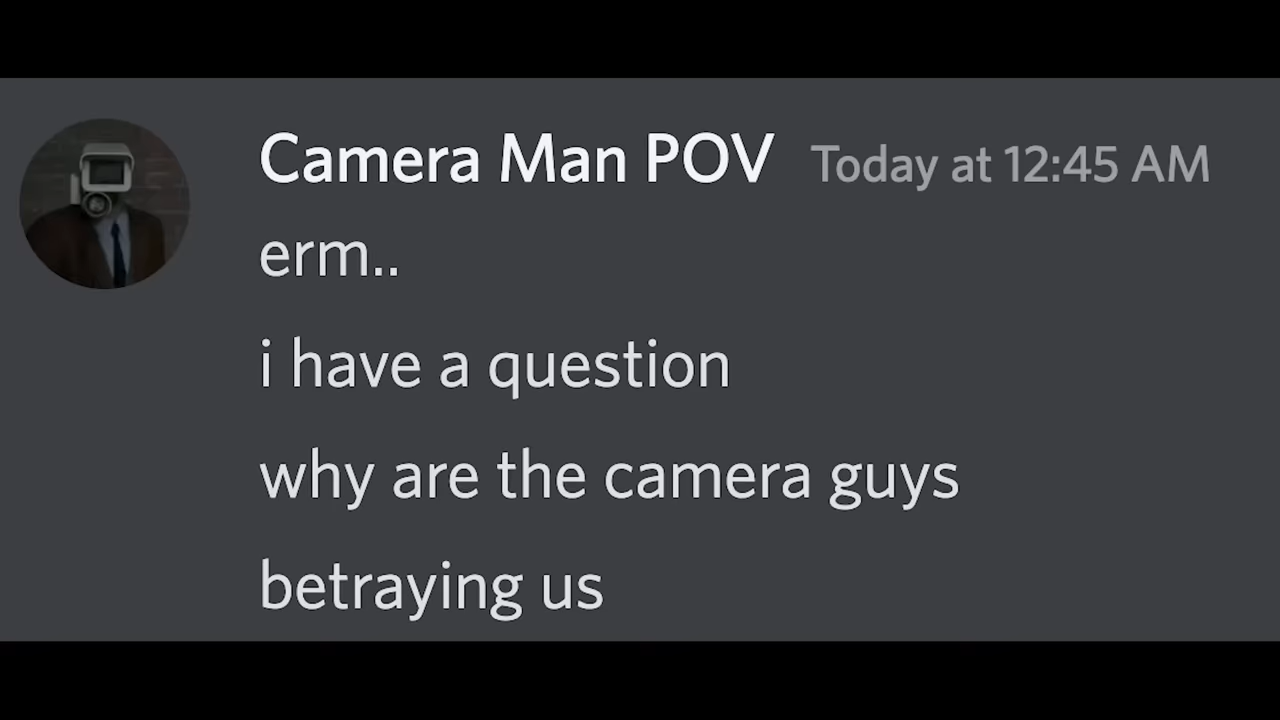 Camera Man POV Today at 12:45 AM
erm..
i have a question
why are the camera guys
betraying us